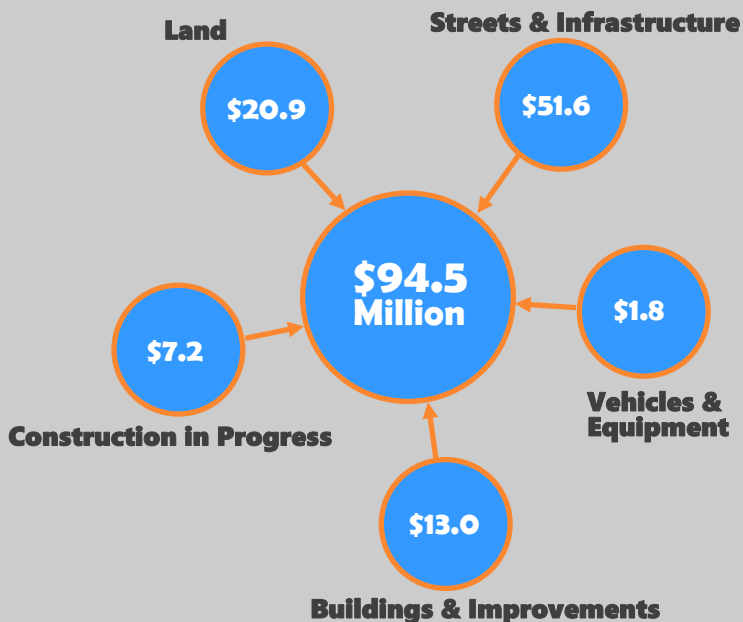 Land
Streets & Infrastructure
$20.9
$51.6
$94.5
Million
$1.8
$7.2
Vehicles &
Equipment
Construction in Progress
$13.0
Buildings & Improvements